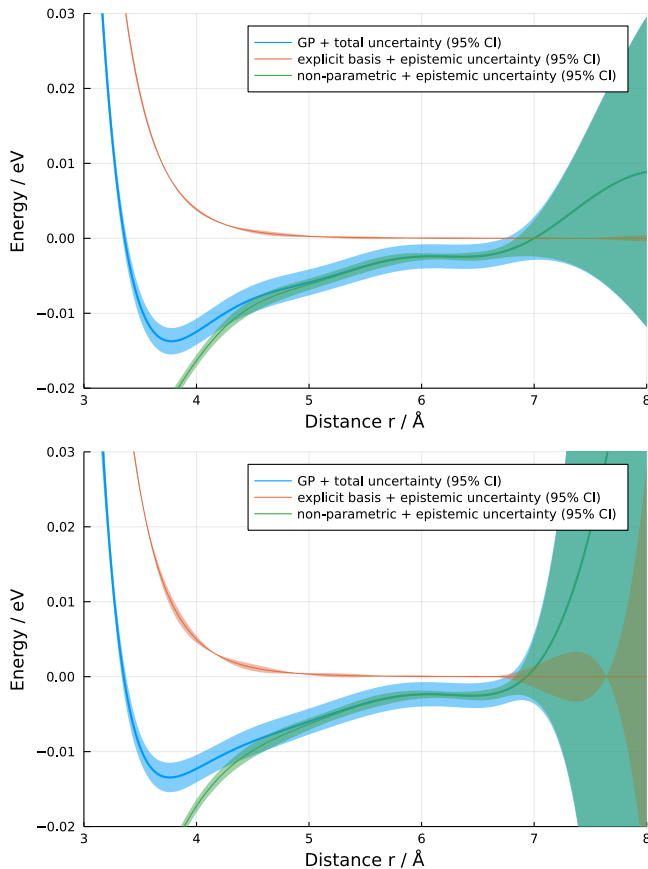 0.03
0.02
0.01
0.00
−0.01
−0.02
Energy / eV
GP + total uncertainty (95% CI)
explicit basis + epistemic uncertainty (95% CI)
non-parametric + epistemic uncertainty (95% CI)
3 4 5 6 7 8
Distance r / Å
0.03
0.02
0.01
0.00
−0.01
−0.02
Energy / eV
GP + total uncertainty (95% CI)
explicit basis + epistemic uncertainty (95% CI)
non-parametric + epistemic uncertainty (95% CI)
3 4 5 6 7 8
Distance r / Å